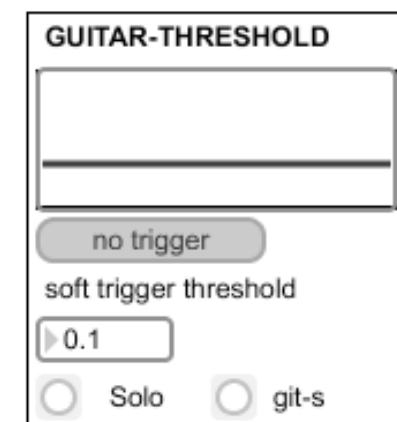 GUITAR-THRESHOLD
no trigger
soft trigger threshold
0.1
Solo git-s